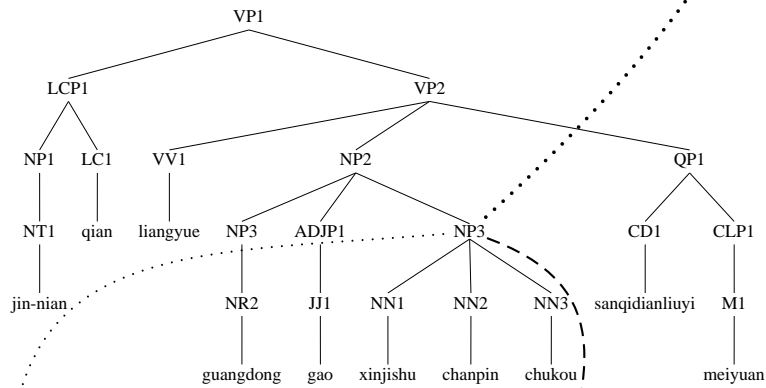 VP1
LCP1 VP2
NP1 LC1 VV1 NP2 QP1
NT1 qian liangyue NP3 ADJP1 NP3 CD1 CLP1
jin-nian NR2 JJ1 NN1 NN2 NN3 sanqidianliuyi M1
guangdong gao xinjishu chanpin chukou meiyuan